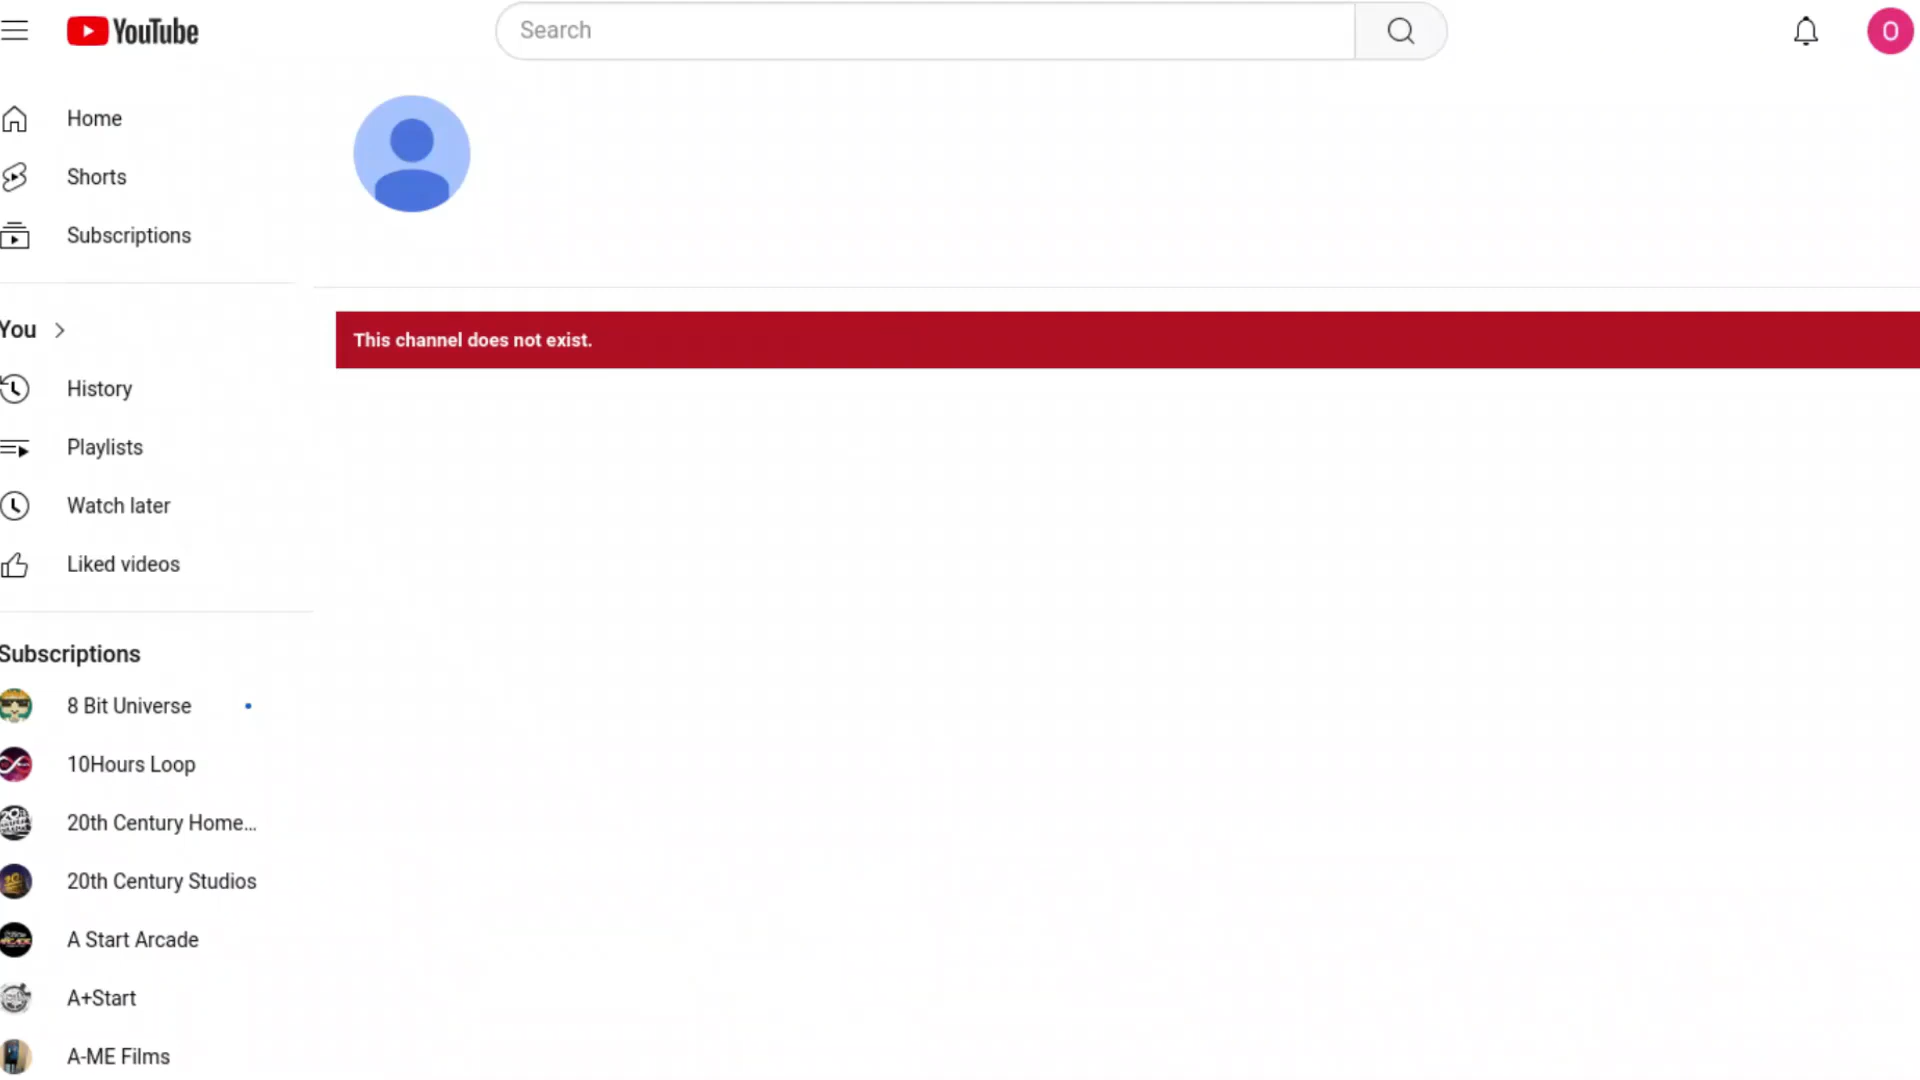 YouTube
Search
O
Home
Shorts
Subscriptions
You
History
Playlists
Watch later
Liked videos
This channel does not exist.
Subscriptions
8 Bit Universe
10Hours Loop
20th Century Home...
20th Century Studios
A Start Arcade
A+Start
A-ME Films